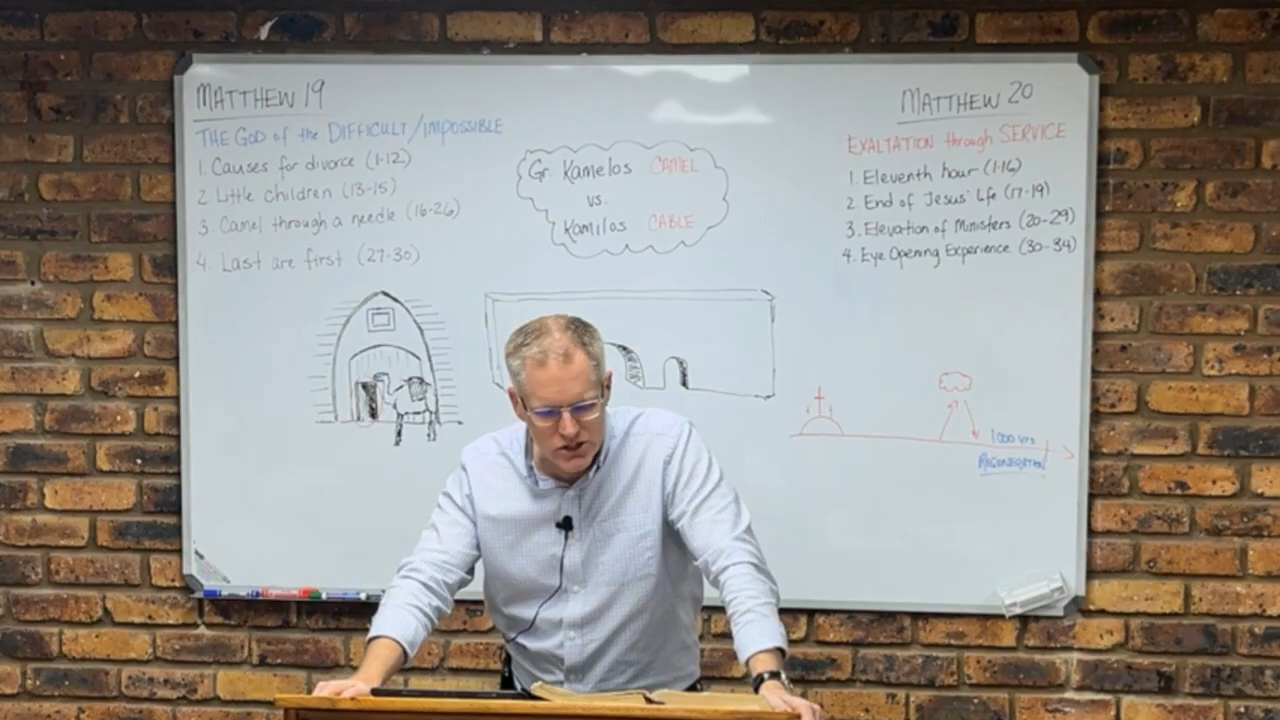 MATTHEW 19
THE GOD of the DIFFICULT/IMPOSSIBLE
1. Causes for divorce (1-12)
2. Little children (13-15)
3. Camel through a needle (16-26)
4. Last are first (27-30)
Gr. Kamelos CAMEL
vs.
Kamilos CABLE
MATTHEW 20
EXALTATION through SERVICE
1. Eleventh hour (1-16)
2. End of Jesus' Life (17-19)
3. Elevation of Ministers (20-29)
4. Eye Opening Experience (30-34)
1000 yrs
REGENERATION